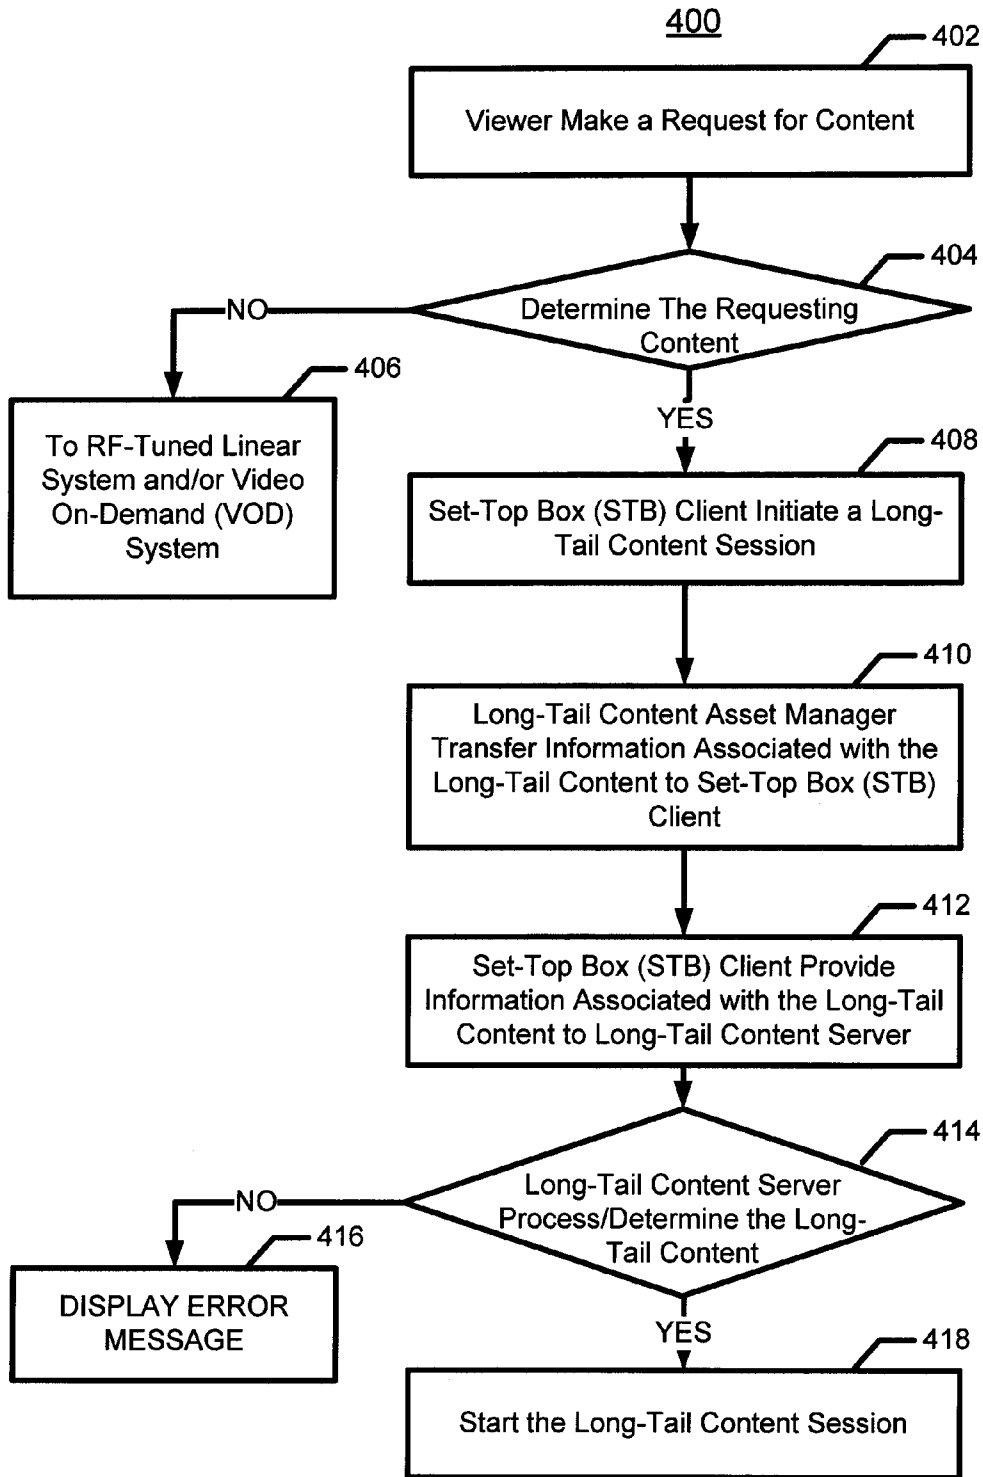 400
402
Viewer Make a Request for Content
404
Determine The Requesting
Content
NO
406
To RF-Tuned Linear
System and/or Video
On-Demand (VOD)
System
YES
408
Set-Top Box (STB) Client Initiate a Long-
Tail Content Session
410
Long-Tail Content Asset Manager
Transfer Information Associated with the
Long-Tail Content to Set-Top Box (STB)
Client
412
Set-Top Box (STB) Client Provide
Information Associated with the Long-Tail
Content to Long-Tail Content Server
414
Long-Tail Content Server
Process/Determine the Long-
Tail Content
NO
416
DISPLAY ERROR
MESSAGE
YES
418
Start the Long-Tail Content Session